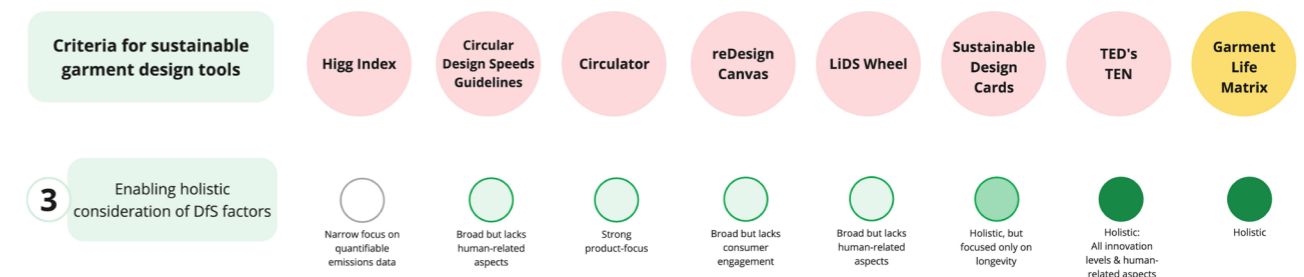 Criteria for sustainable
garment design tools
Higg Index
Circular
Design Speeds
Guidelines
Circulator
reDesign
Canvas
LiDS Wheel
Sustainable
Design
Cards
TED's
TEN
Garment
Life
Matrix
3
Enabling holistic
consideration of DfS factors
Narrow focus on
quantifiable
emissions data
Broad but lacks
human-related
aspects
Strong
product-focus
Broad but lacks
consumer
engagement
Broad but lacks
human-related
aspects
Holistic, but
focused only on
longevity
Holistic:
All innovation
levels & human-
related aspects
Holistic